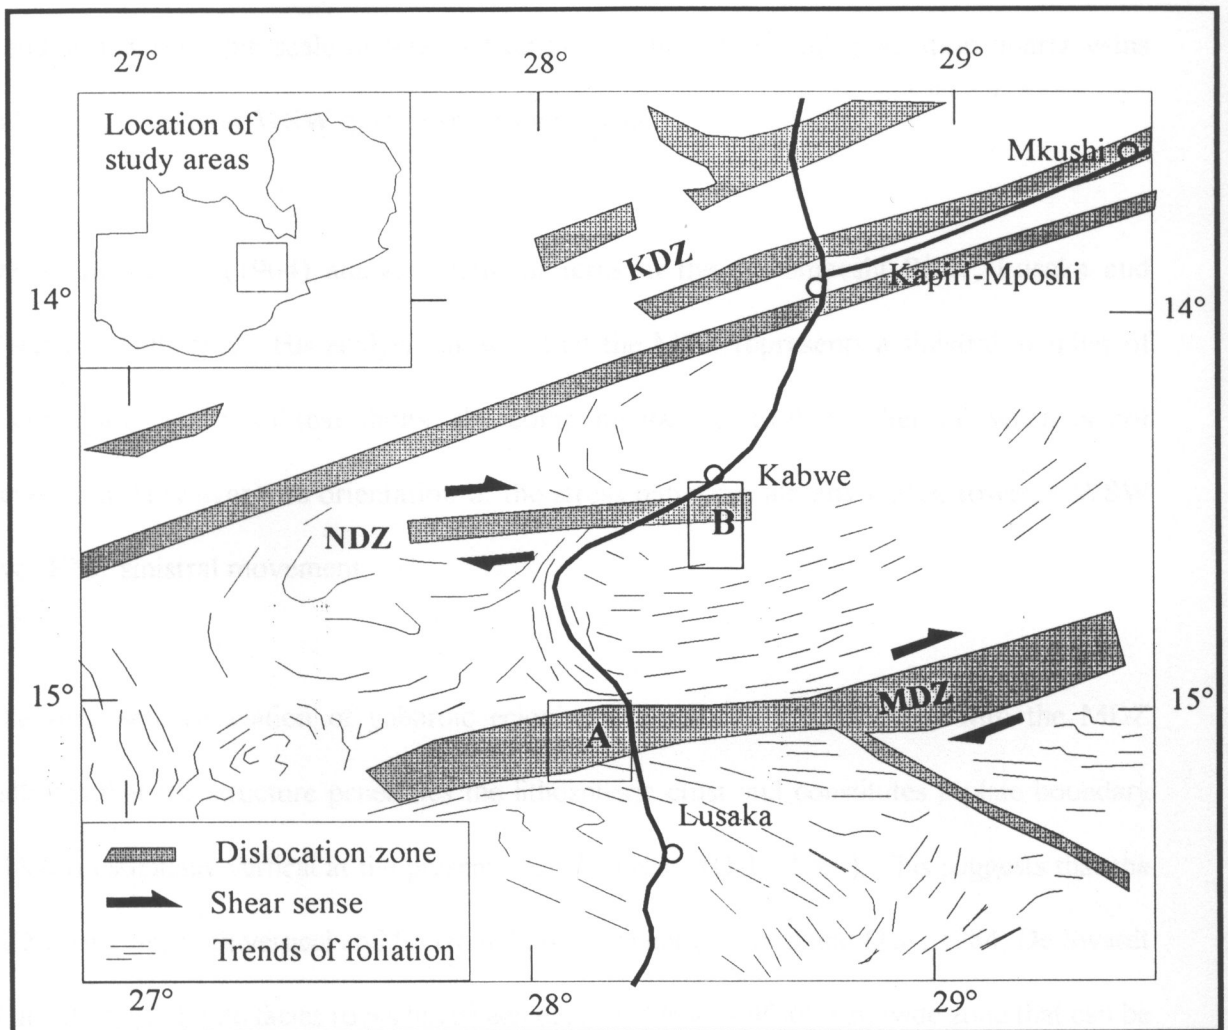 27° 28° 29°
Location of
study areas
Mkushi
KDZ
Kapiri-Mposhi
14° 14°
Kabwe
B
NDZ
MDZ
15° 15°
A
Lusaka
Dislocation zone
Shear sense
Trends of foliation
27° 28° 29°